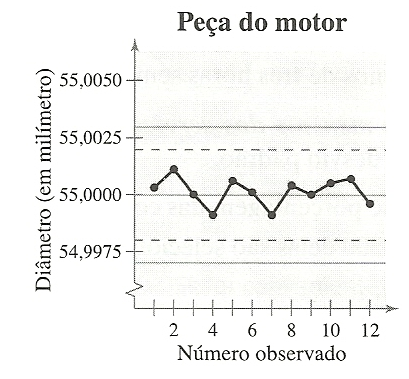 Peça do motor
Diâmetro (em milímetro)
55,0050
55,0025
55.0000
54,9975
2 4 6 8 10 12
Número observado